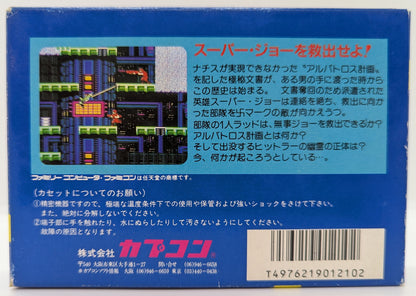 スーパー・ジョーを救出せよ!
ナチスが実現できなかった"アルバトロス計画"
を記した極秘文書が、ある男の手に渡った時から
この歴史は始まる。文書奪回のため派遣された
英雄スーパー・ジョーは連絡を絶ち、救出に向かっ
た部隊を卐マークの敵が向かえうつ。
部隊の1人ラッドは、無事ジョーを救出できるか?
アルバトロス計画とは何か?
そして出没するヒットラーの幽霊の正体は?
今、何かが起ころうとしている…。
ファミリーコンピュータ・ファミコンは任天堂の商標です。
(カセットについてのお願い)
①精密機器ですので、極端な温度条件下での使用や保管および強いショックをさけて下さい。
また、絶対に分解しないでください。
②端子部に手を触れたり、水にぬらしたりして汚さないようにしてください。
故障の原因となります。
株式会社 カプコン
T4976219012102